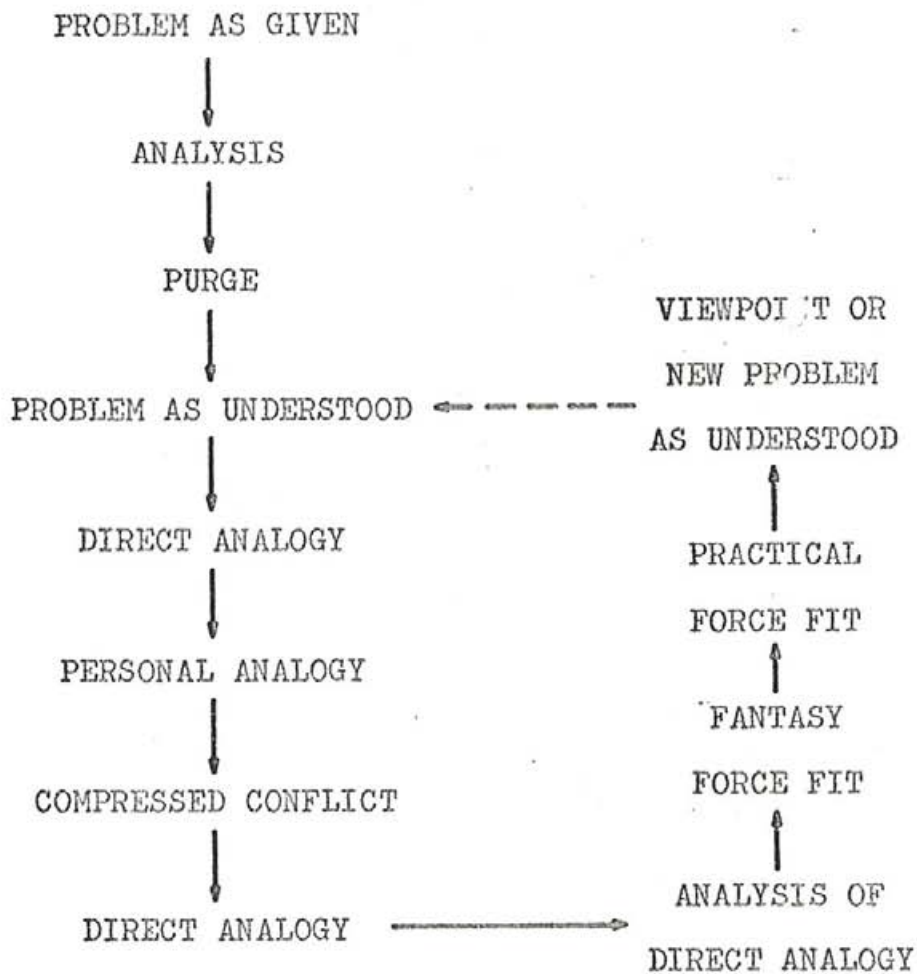 PROBLEM AS GIVEN
ANALYSIS
PURGE
PROBLEM AS UNDERSTOOD
DIRECT ANALOGY
PERSONAL ANALOGY
COMPRESSED CONFLICT
DIRECT ANALOGY
VIEWPOI T OR
NEW PROBLEM
AS UNDERSTOOD
PRACTICAL
FORCE FIT
FANTASY
FORCE FIT
ANALYSIS OF
DIRECT ANALOGY